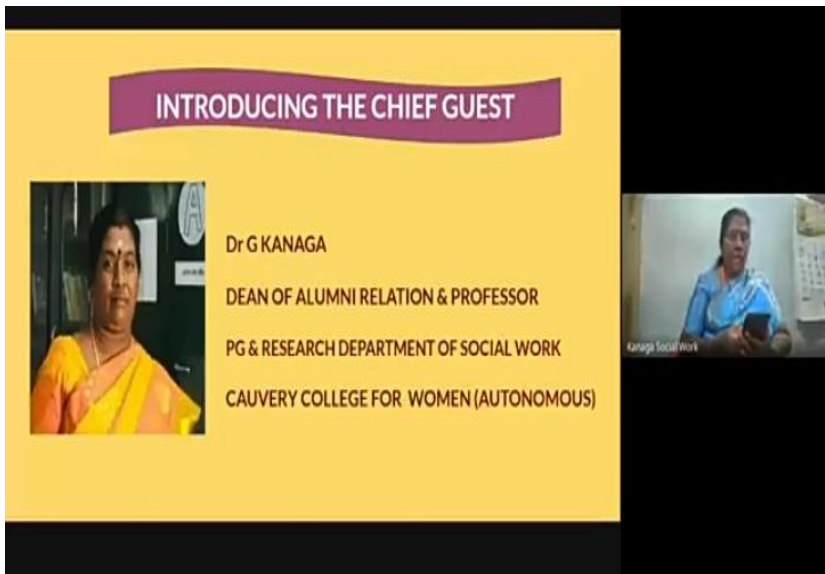 INTRODUCING THE CHIEF GUEST
A
Dr G KANAGA
DEAN OF ALUMNI RELATION & PROFESSOR
PG & RESEARCH DEPARTMENT OF SOCIAL WORK
CAUVERY COLLEGE FOR WOMEN (AUTONOMOUS)
Kanaga Social Work